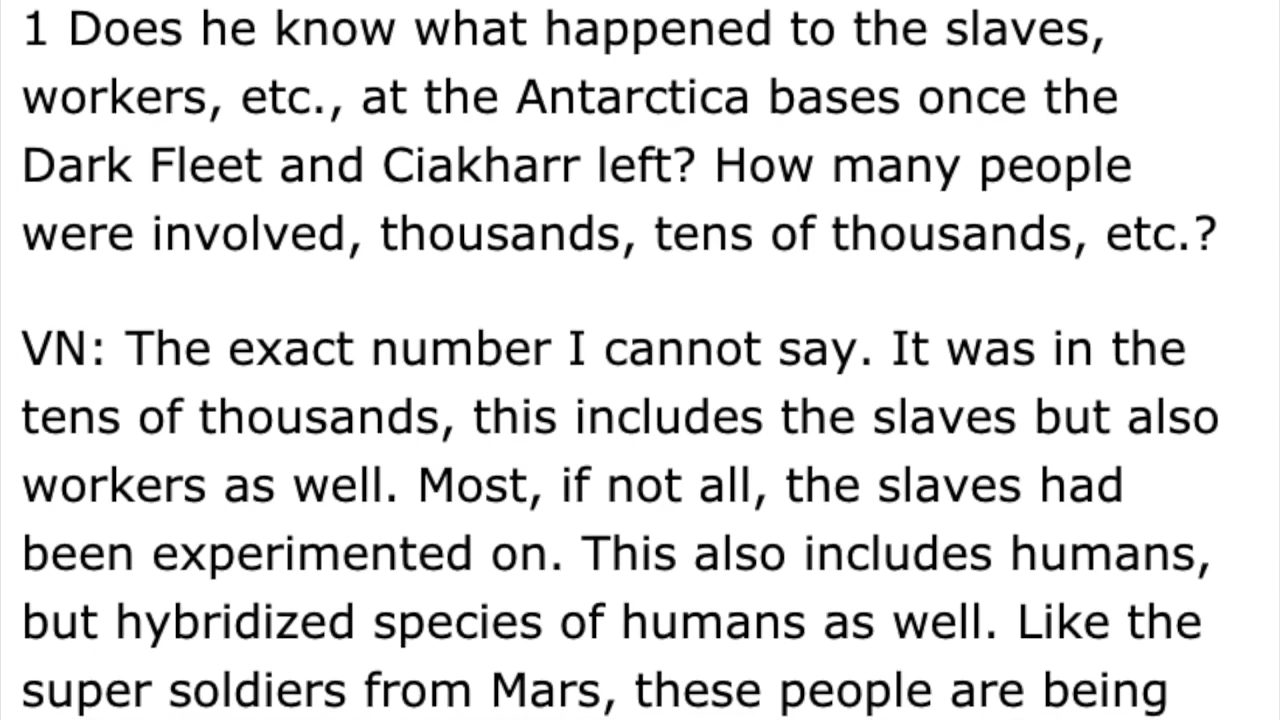 1 Does he know what happened to the slaves,
workers, etc., at the Antarctica bases once the
Dark Fleet and Ciakharr left? How many people
were involved, thousands, tens of thousands, etc.?
VN: The exact number I cannot say. It was in the
tens of thousands, this includes the slaves but also
workers as well. Most, if not all, the slaves had
been experimented on. This also includes humans,
but hybridized species of humans as well. Like the
super soldiers from Mars, these people are being